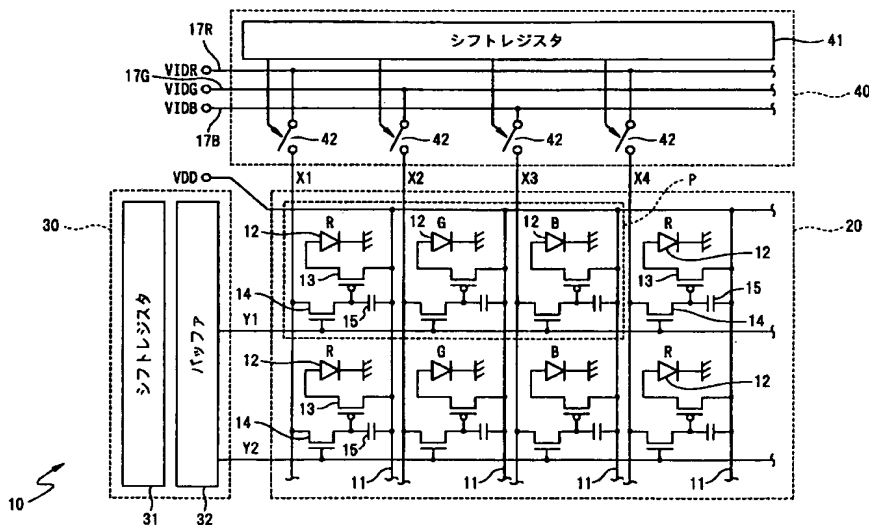 17R
シフトレジスタ
41
VIDR
17G
VIDG
40
VIDB
17B
42 42 42 42
VDD
X1 X2 X3 X4 P
30
20
12 R 12 G 12 B R
12
13 13 15
14 15 14
Y1
シフトレジスタ
バッファ
12 R G B R
12
13
14 15
Y2
10
31 32
11 11 11 11